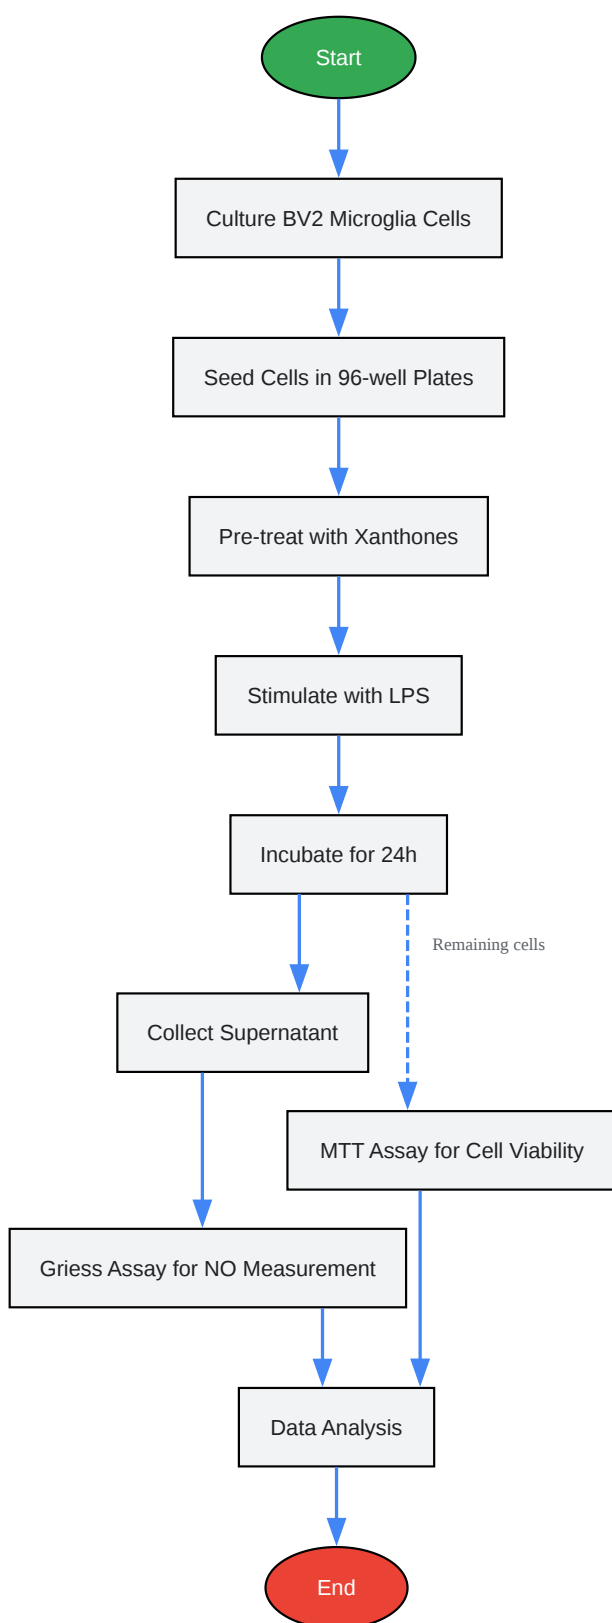 Start
Culture BV2 Microglia Cells
Seed Cells in 96-well Plates
Pre-treat with Xanthones
Stimulate with LPS
Incubate for 24h
Remaining cells
Collect Supernatant
MTT Assay for Cell Viability
Griess Assay for NO Measurement
Data Analysis
End